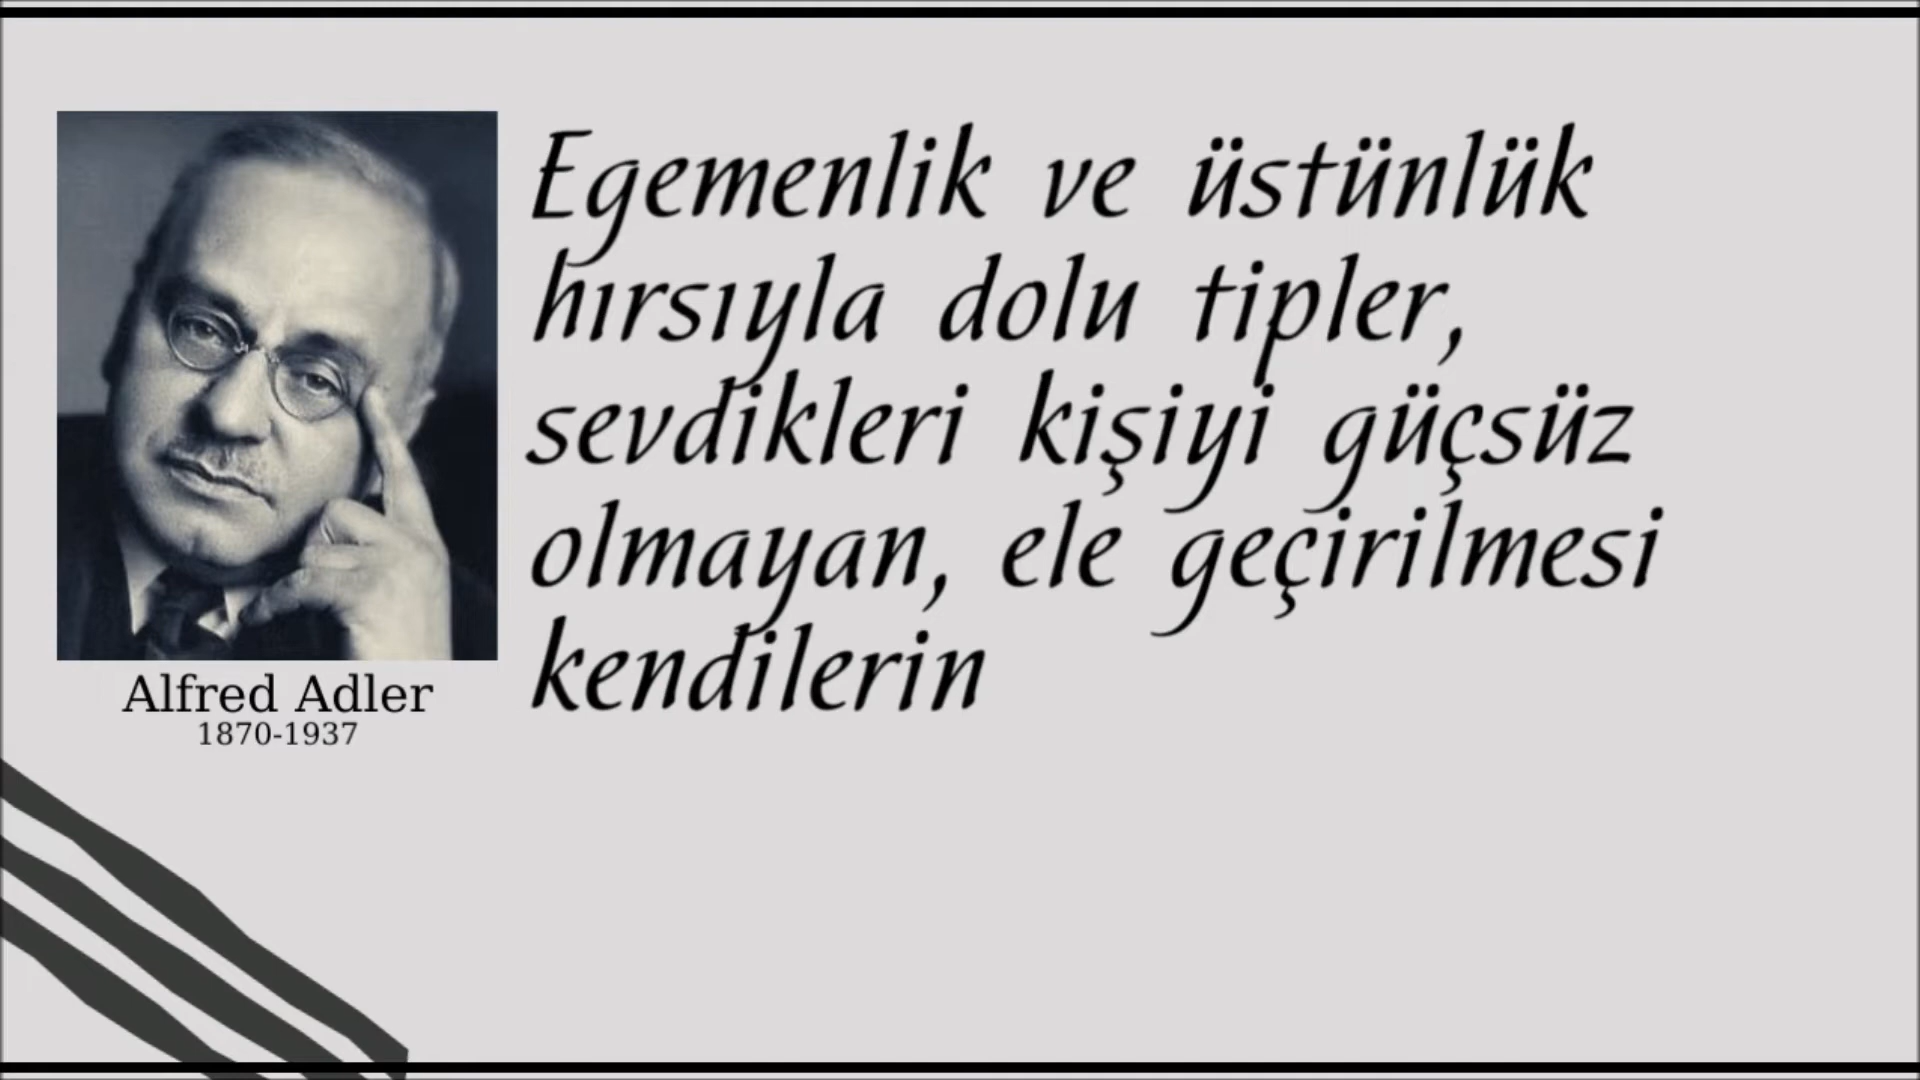 Egemenlik ve üstünlük
hırsıyla dolu tipler,
sevdikleri kişiyi güçsüz
olmayan, ele geçirilmesi
kendilerin
Alfred Adler
1870-1937